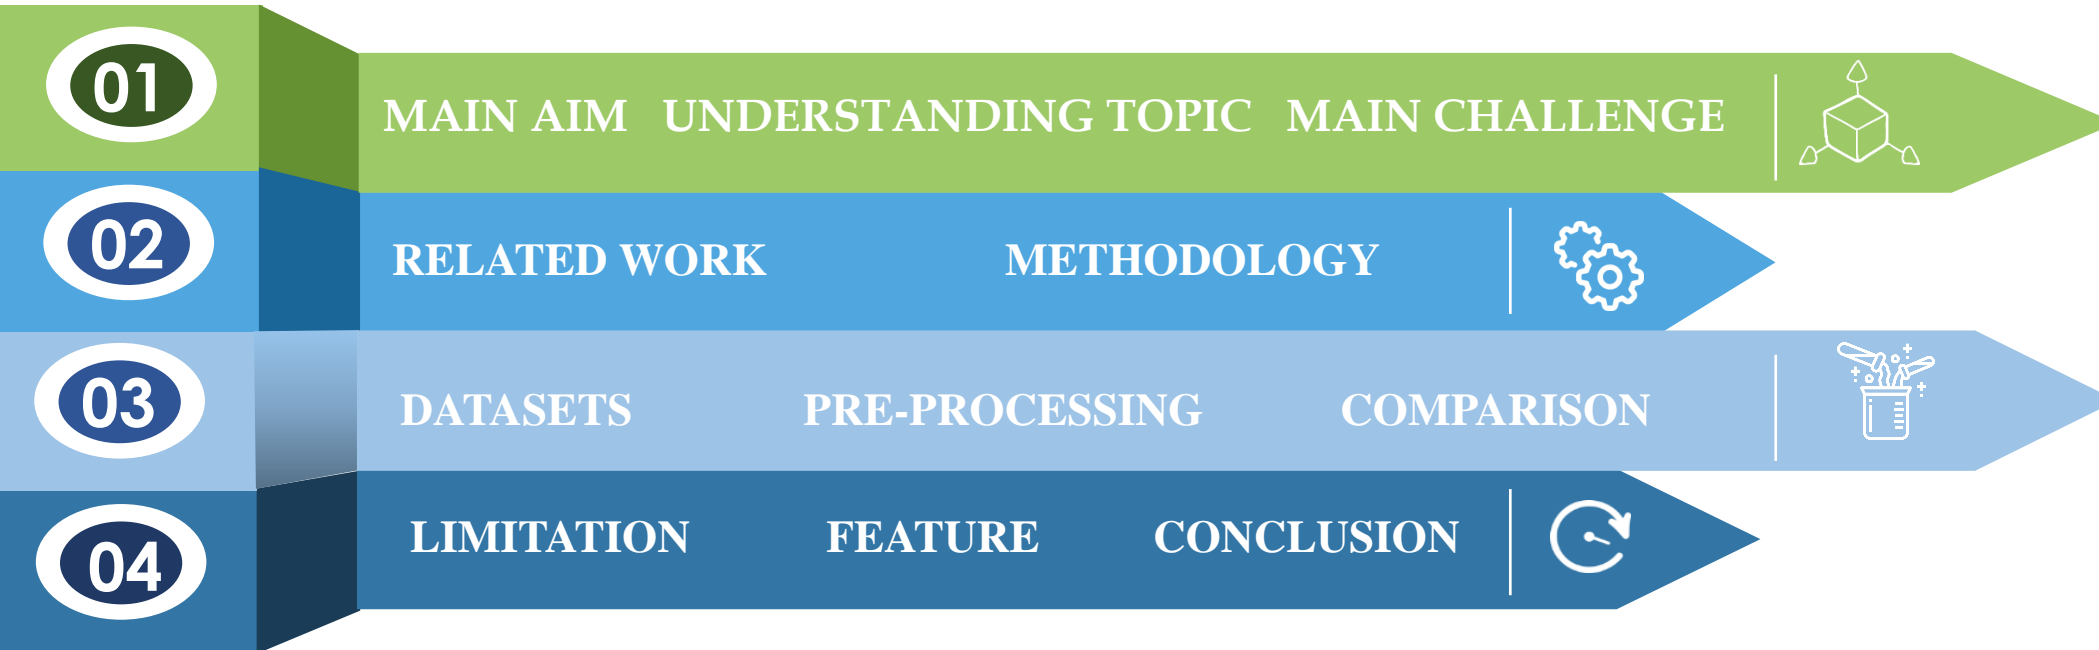 01
MAIN AIM UNDERSTANDING TOPIC MAIN CHALLENGE
02
RELATED WORK METHODOLOGY
03
DATASETS PRE-PROCESSING COMPARISON
04
LIMITATION FEATURE CONCLUSION